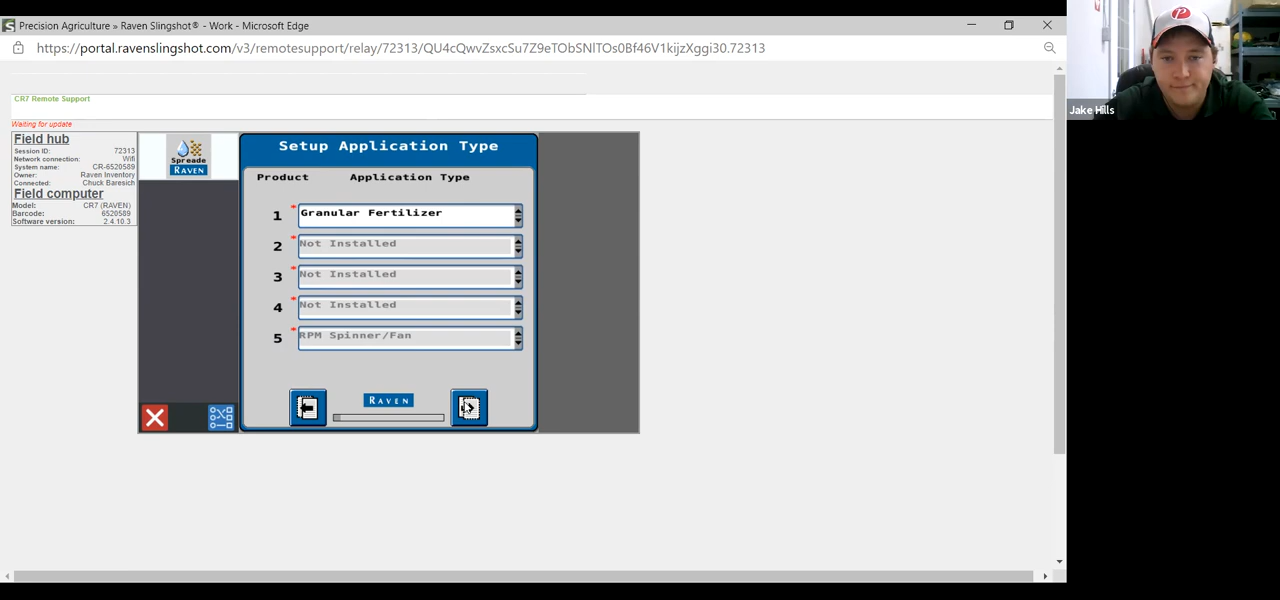 Precision Agriculture » Raven Slingshot® - Work - Microsoft Edge
https://portal.ravenslingshot.com/v3/remotesupport/relay/72313/QU4cQwvZsxcSu7Z9eTObSNlTOs0Bf46V1kijzXggi30.72313
CR7 Remote Support
Waiting for update
Field hub
Session ID: 72313
Network connection: Wifi
System name: CR-6520589
Owner: Raven Inventory
Connected: Chuck Baresich
Field computer
Model: CR7 (RAVEN)
Barcode: 6520589
Software version: 2.4.10.3
Spreade
RAVEN
Setup Application Type
Product Application Type
1 * Granular Fertilizer
2 * Not Installed
3 * Not Installed
4 * Not Installed
5 * RPM Spinner/Fan
RAVEN
Jake Hills